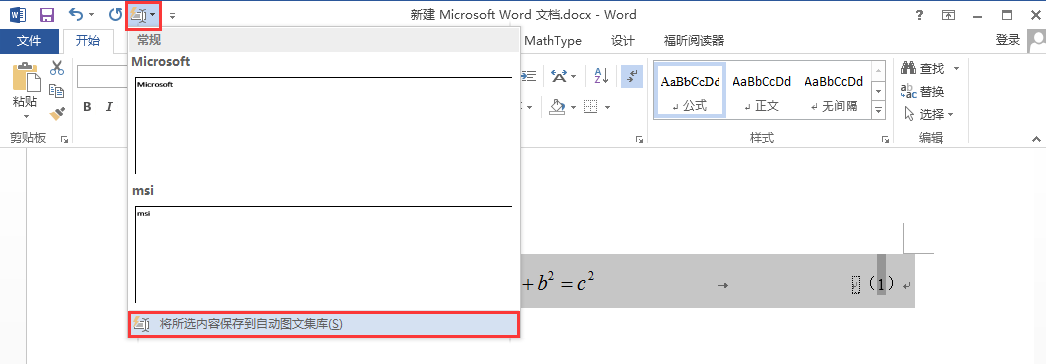 新建 Microsoft Word 文档.docx - Word
文件 开始 MathType 设计 福昕阅读器 登录
常规
Microsoft
Microsoft
msi
msi
将所选内容保存到自动图文集库(S)
粘贴
剪贴板
B I
AaBbCcDd AaBbCcDd AaBbCcDd
公式 正文 无间隔
样式
查找
替换
选择
编辑
+ b² = c² (1)